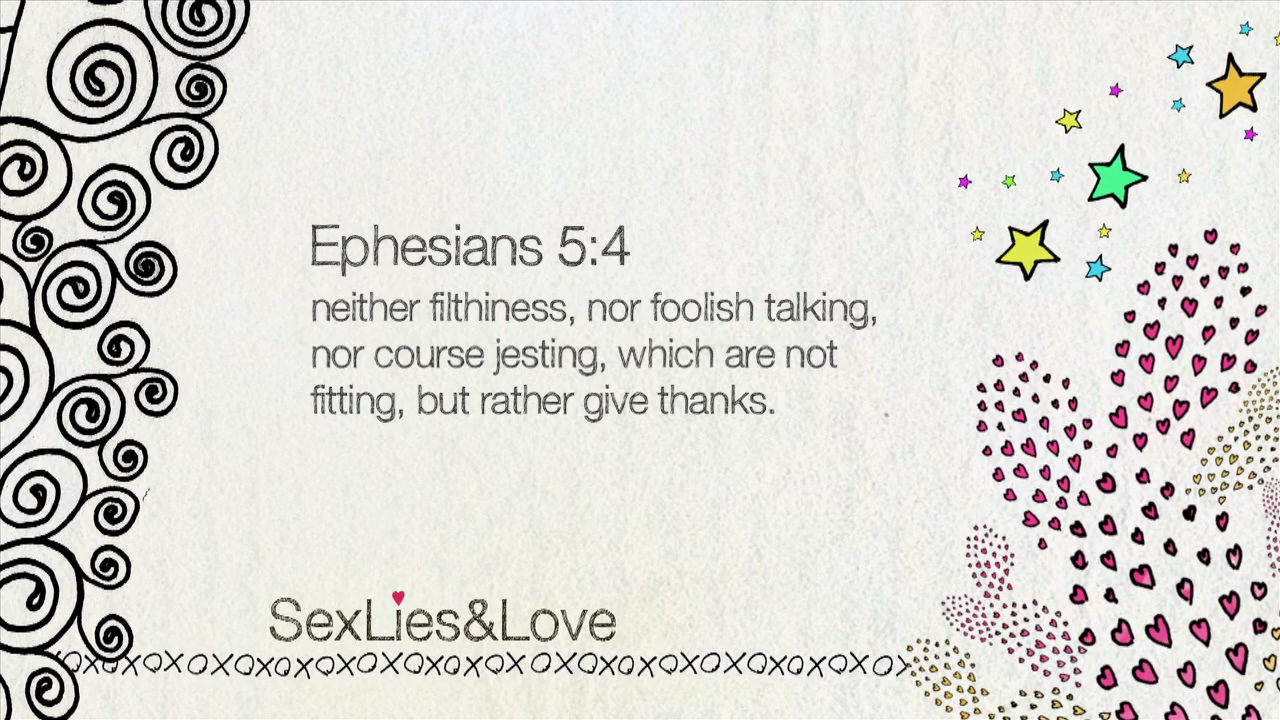 Ephesians 5:4
neither filthiness, nor foolish talking,
nor course jesting, which are not
fitting, but rather give thanks.
SexLies&Love
OXOXOXOXOXOXOXOXOXOXOXOXOXOXOXOXOXOX